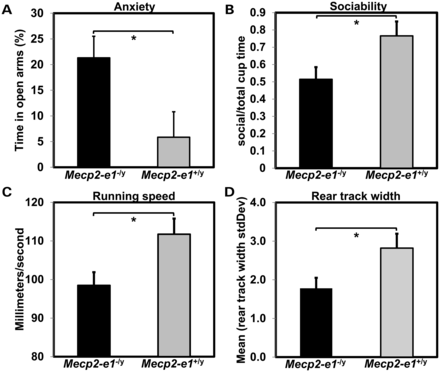 A
Anxiety
Time in open arms (%)
30
25
20
15
10
5
0
*
Mecp2-e1-/y
Mecp2-e1+/y
B
Sociability
social/total cup time
0.9
0.8
0.7
0.6
0.5
0.4
0.3
0.2
0.1
0
*
Mecp2-e1-/y
Mecp2-e1+/y
C
Running speed
Millimeters/second
120
110
100
90
80
*
Mecp2-e1-/y
Mecp2-e1+/y
D
Rear track width
Mean (rear track width stdDev)
4.0
3.0
2.0
1.0
0.0
*
Mecp2-e1-/y
Mecp2-e1+/y